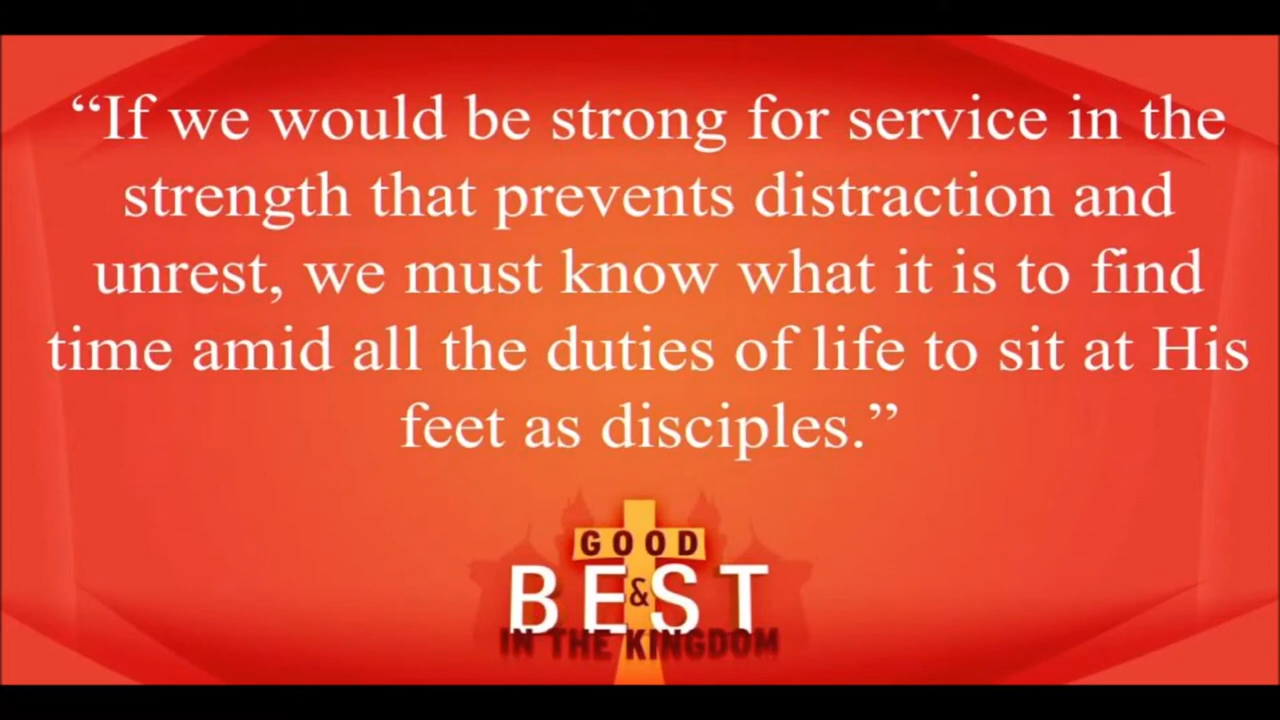 “If we would be strong for service in the
strength that prevents distraction and
unrest, we must know what it is to find
time amid all the duties of life to sit at His
feet as disciples.”
GOOD
&
BEST
IN THE KINGDOM